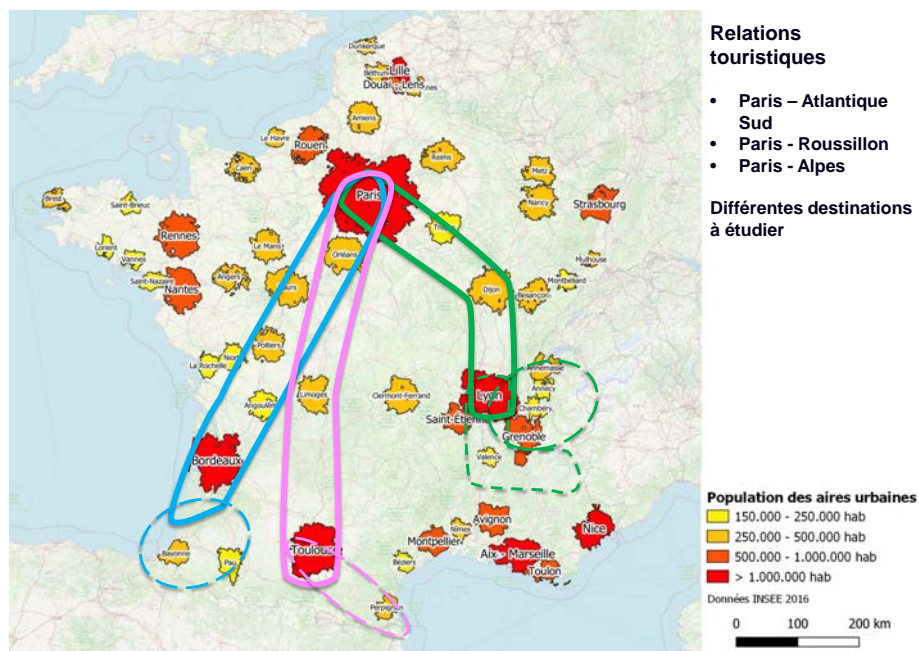 Relations
touristiques
• Paris – Atlantique
Sud
• Paris - Roussillon
• Paris - Alpes
Différentes destinations
à étudier
Dunkerque
Lille
Béthun
Douai - Lens
nes
Amiens
Le Havre
Rouen
Caen
Reims
Metz
Nancy
Strasbourg
Paris
Brest
Saint-Brieuc
Rennes
Le Mans
Orléans
Lorient
Vannes
Saint-Nazaire
Nantes
Angers
ours
Dijon
Besançon
Montbéliard
Mulhouse
Poitiers
Niort
La Rochelle
Angoulêm
Limoges
Clermont-Ferrand
Lyon
Saint-Étienne
Annemasse
Annecy
Chambéry
Grenoble
Valence
Bordeaux
Bayonne
Pau
Toulouse
Montpellier
Nîmes
Avignon
Béziers
Aix - Marseille
Toulon
Nice
Perpignan
Population des aires urbaines
150.000 - 250.000 hab
250.000 - 500.000 hab
500.000 - 1.000.000 hab
> 1.000.000 hab
Données INSEE 2016
0 100 200 km